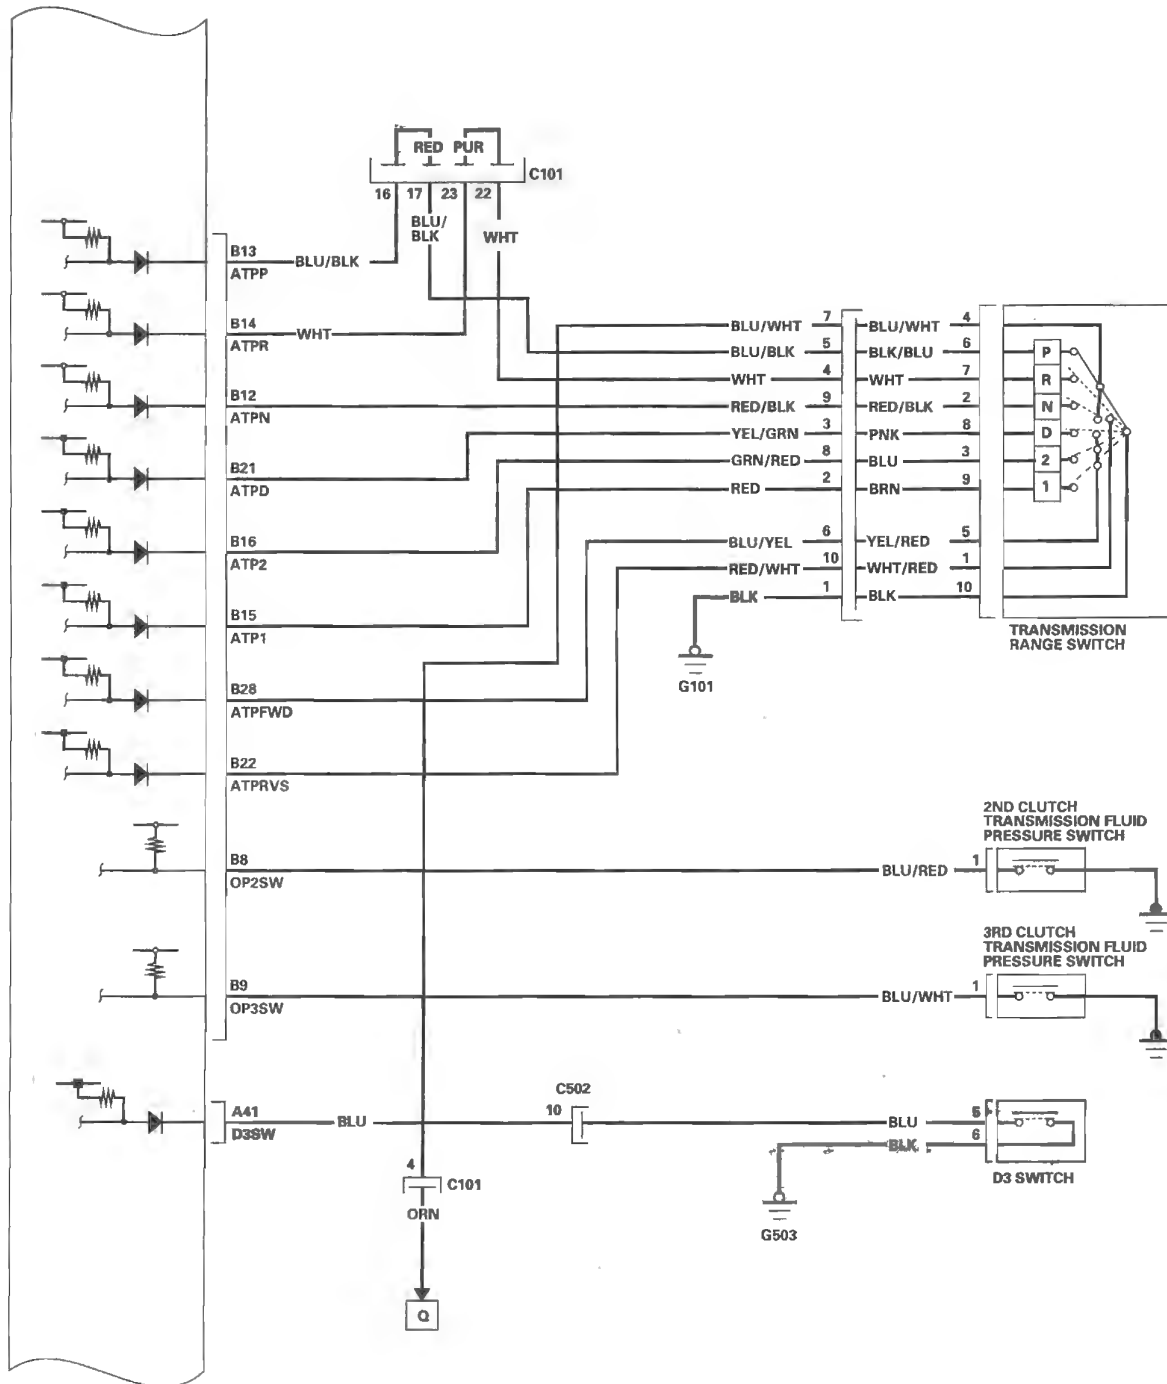 RED PUR
C101
16 17 23 22
BLU/
BLK
WHT
B13
BLU/BLK
ATPP
B14
WHT
ATPR
B12
ATPN
B21
ATPD
B16
ATP2
B15
ATP1
B28
ATPFWD
B22
ATPRVS
BLU/WHT 7 BLU/WHT 4
BLU/BLK 5 BLK/BLU 6 P
WHT 4 WHT 7 R
RED/BLK 9 RED/BLK 2 N
YEL/GRN 3 PNK 8 D
GRN/RED 8 BLU 3 2
RED 2 BRN 9 1
BLU/YEL 6 YEL/RED 5
RED/WHT 10 WHT/RED 1
BLK 1 BLK 10
TRANSMISSION
RANGE SWITCH
G101
2ND CLUTCH
TRANSMISSION FLUID
PRESSURE SWITCH
B8
OP2SW
BLU/RED 1
3RD CLUTCH
TRANSMISSION FLUID
PRESSURE SWITCH
B9
OP3SW
BLU/WHT 1
C502
A41
D3SW
BLU
10
BLU 5
BLK 6
D3 SWITCH
G503
4
C101
ORN
Q